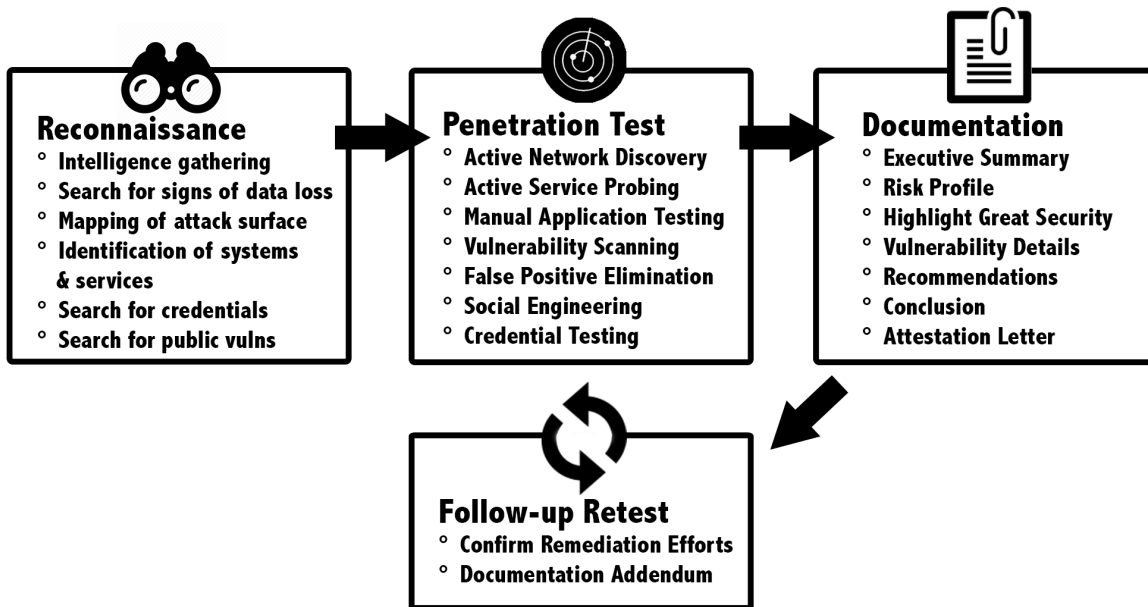 Reconnaissance
° Intelligence gathering
° Search for signs of data loss
° Mapping of attack surface
° Identification of systems
& services
° Search for credentials
° Search for public vulns
Penetration Test
° Active Network Discovery
° Active Service Probing
° Manual Application Testing
° Vulnerability Scanning
° False Positive Elimination
° Social Engineering
° Credential Testing
Documentation
° Executive Summary
° Risk Profile
° Highlight Great Security
° Vulnerability Details
° Recommendations
° Conclusion
° Attestation Letter
Follow-up Retest
° Confirm Remediation Efforts
° Documentation Addendum